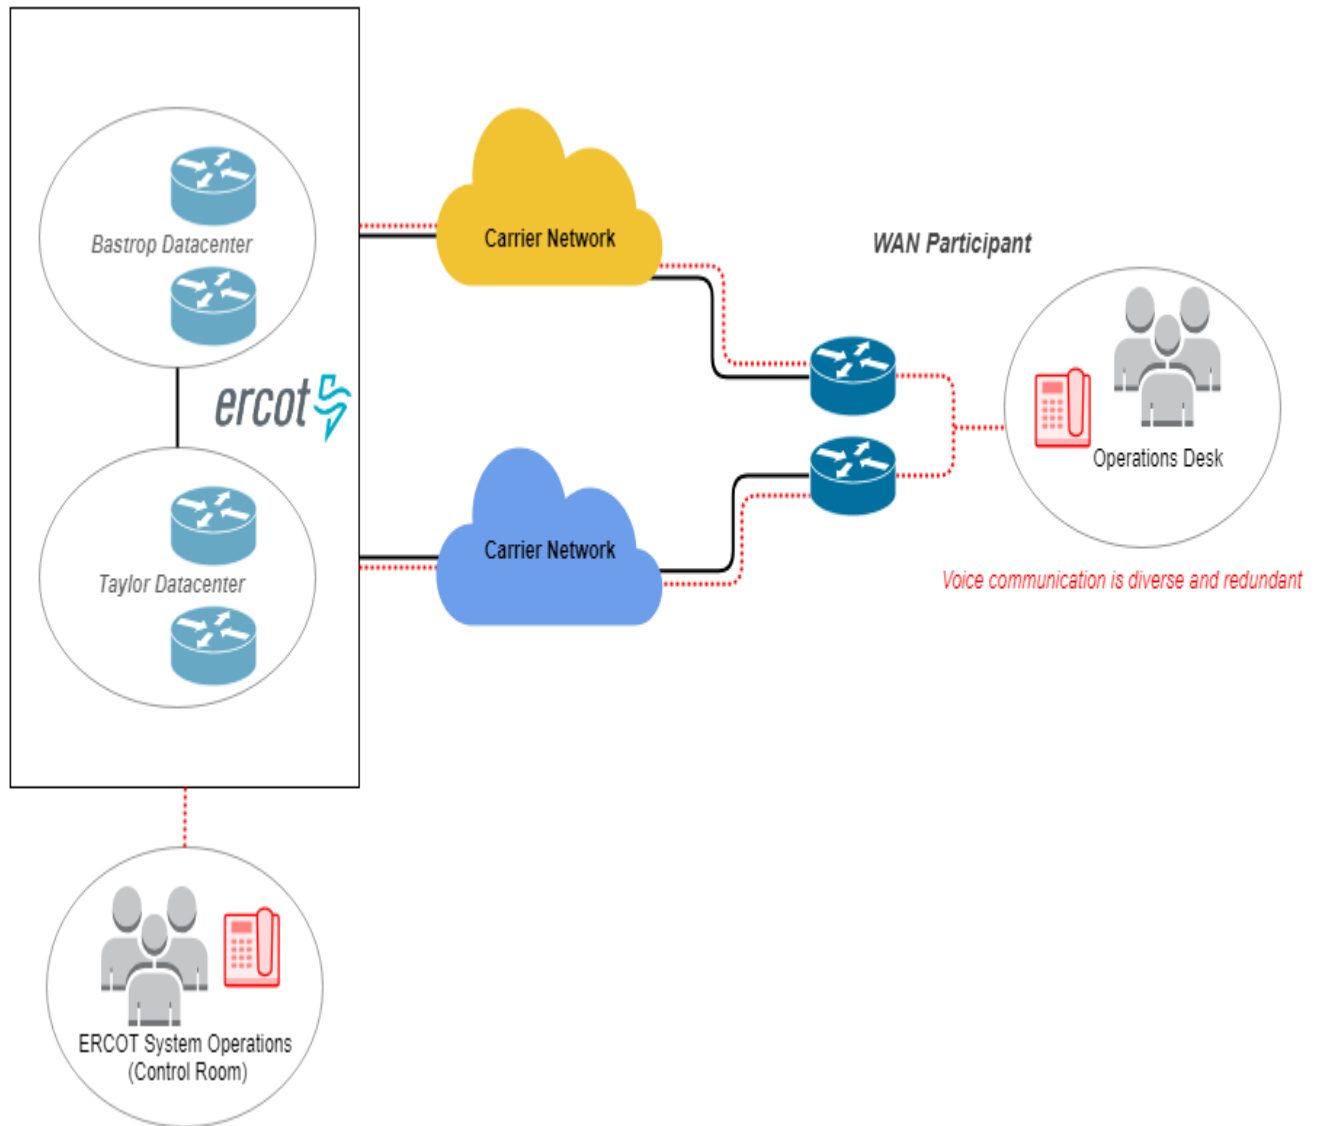 Bastrop Datacenter
Carrier Network
WAN Participant
ercot
Operations Desk
Taylor Datacenter
Carrier Network
Voice communication is diverse and redundant
ERCOT System Operations
(Control Room)